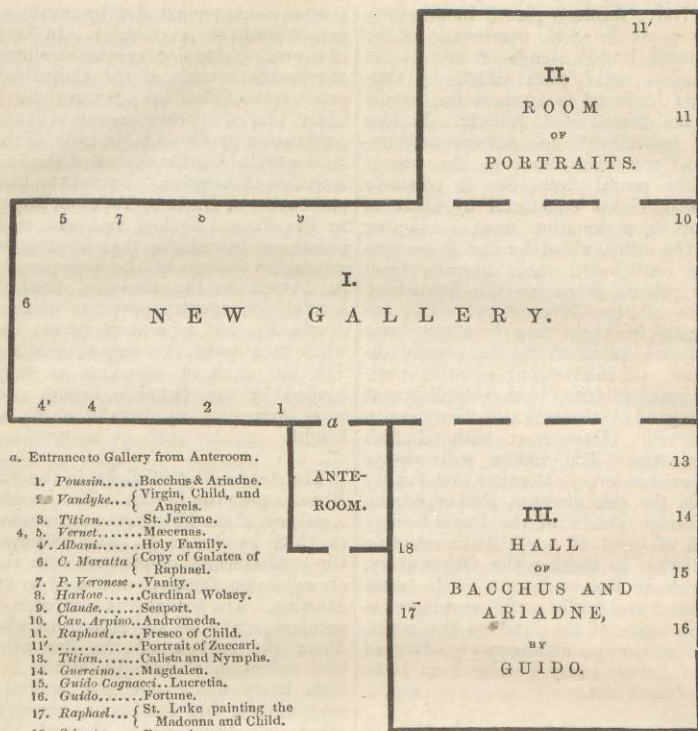 11'
II.
ROOM
OF
PORTRAITS.
11
5 7 8 9 10
I.
6
NEW GALLERY.
4' 4 2 1
a
a. Entrance to Gallery from Anteroom.
1. Poussin......Bacchus & Ariadne.
2. Vandyke...{ Virgin, Child, and
Angels.
3. Titian......St. Jerome.
4, 5. Vernet......Mæcenas.
4'. Albani......Holy Family.
6. C. Maratta { Copy of Galatea of
Raphael.
7. P. Veronese..Vanity.
8. Harlow......Cardinal Wolsey.
9. Claude......Seaport.
10. Cav. Arpino..Andromeda.
11. Raphael......Fresco of Child.
11'. ..............Portrait of Zuccari.
13. Titian........Calista and Nymphs.
14. Guercino....Magdalen.
15. Guido Cagnacci..Lucretia.
16. Guido.......Fortune.
17. Raphael...{ St. Luke painting the
Madonna and Child.
ANTE-
ROOM.
13
III.
14
18
HALL
OF
15
BACCHUS AND
17
ARIADNE,
16
BY
GUIDO.